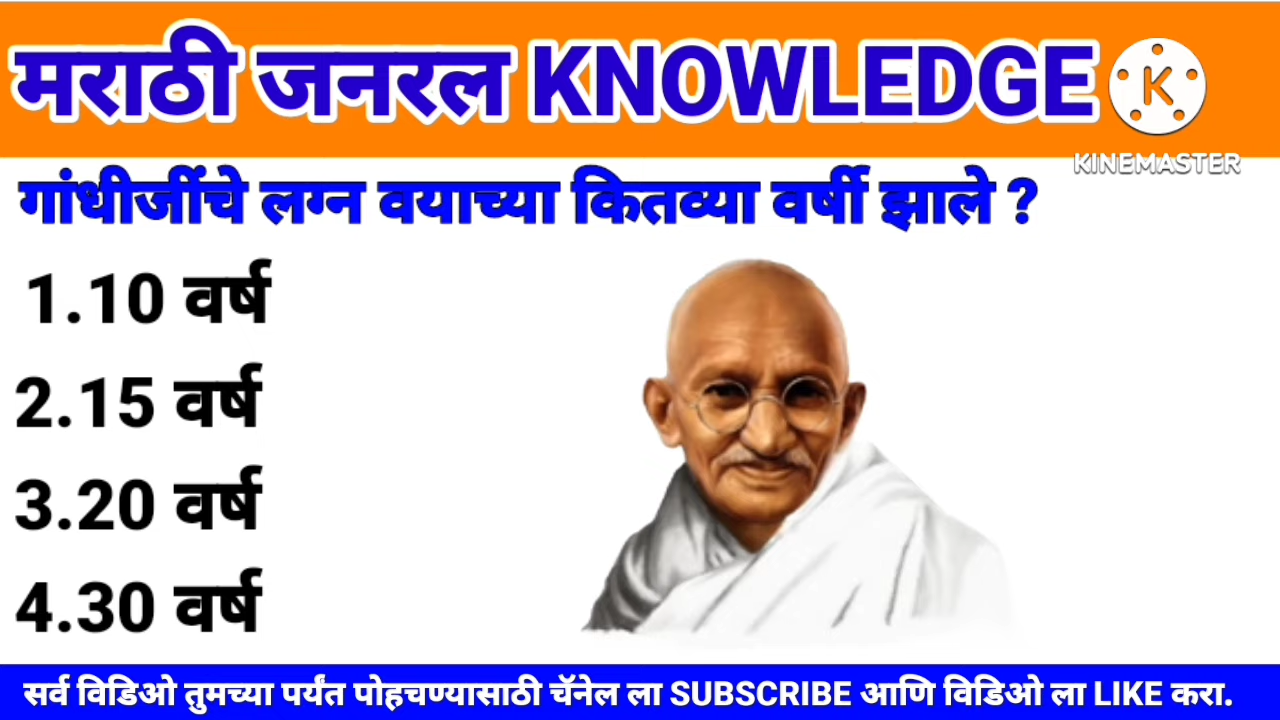 मराठी जनरल KNOWLEDGE
K
KINEMASTER
गांधीजींचे लग्न वयाच्या कितव्या वर्षी झाले ?
1.10 वर्ष
2.15 वर्ष
3.20 वर्ष
4.30 वर्ष
सर्व विडिओ तुमच्या पर्यंत पोहचण्यासाठी चॅनेल ला SUBSCRIBE आणि विडिओ ला LIKE करा.